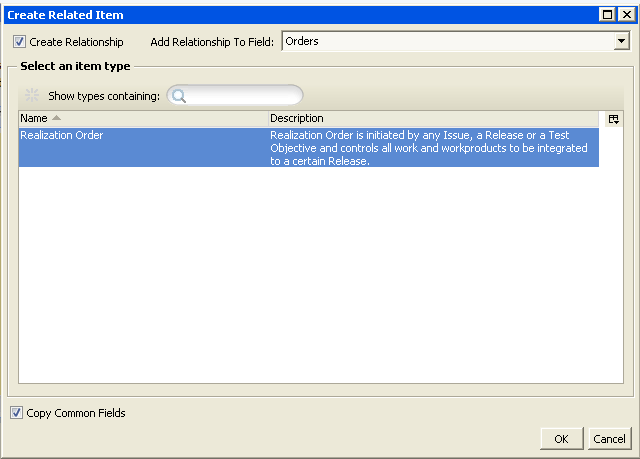 Create Related Item
Create Relationship Add Relationship To Field: Orders
Select an item type
Show types containing:
Name Description
Realization Order Realization Order is initiated by any Issue, a Release or a Test
Objective and controls all work and workproducts to be integrated
to a certain Release.
Copy Common Fields
OK Cancel